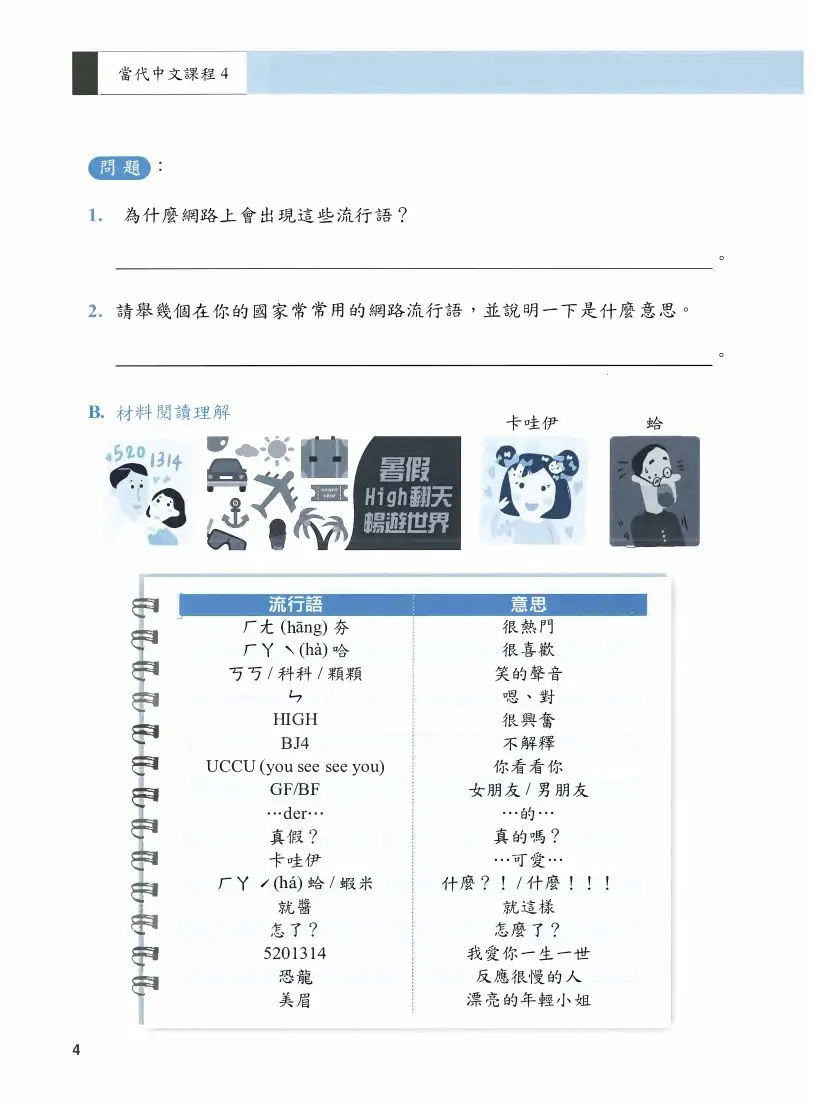 當代中文課程 4
問題：
1. 為什麼網路上會出現這些流行語？
。
2. 請舉幾個在你的國家常常用的網路流行語，並說明一下是什麼意思。
。
B. 材料閱讀理解
卡哇伊 蛤
520 1314
暑假
High翻天
暢遊世界
流行語 意思
ㄏㄤ (hāng) 夯 很熱門
ㄏㄚˋ(hà) 哈 很喜歡
ㄎㄎ / 科科 / 顆顆 笑的聲音
ㄣ 嗯、對
HIGH 很興奮
BJ4 不解釋
UCCU (you see see you) 你看看你
GF/BF 女朋友 / 男朋友
…der… …的…
真假？ 真的嗎？
卡哇伊 …可愛…
ㄏㄚˊ(há) 蛤 / 蝦米 什麼？！/ 什麼！！！
就醬 就這樣
怎了？ 怎麼了？
5201314 我愛你一生一世
恐龍 反應很慢的人
美眉 漂亮的年輕小姐
4